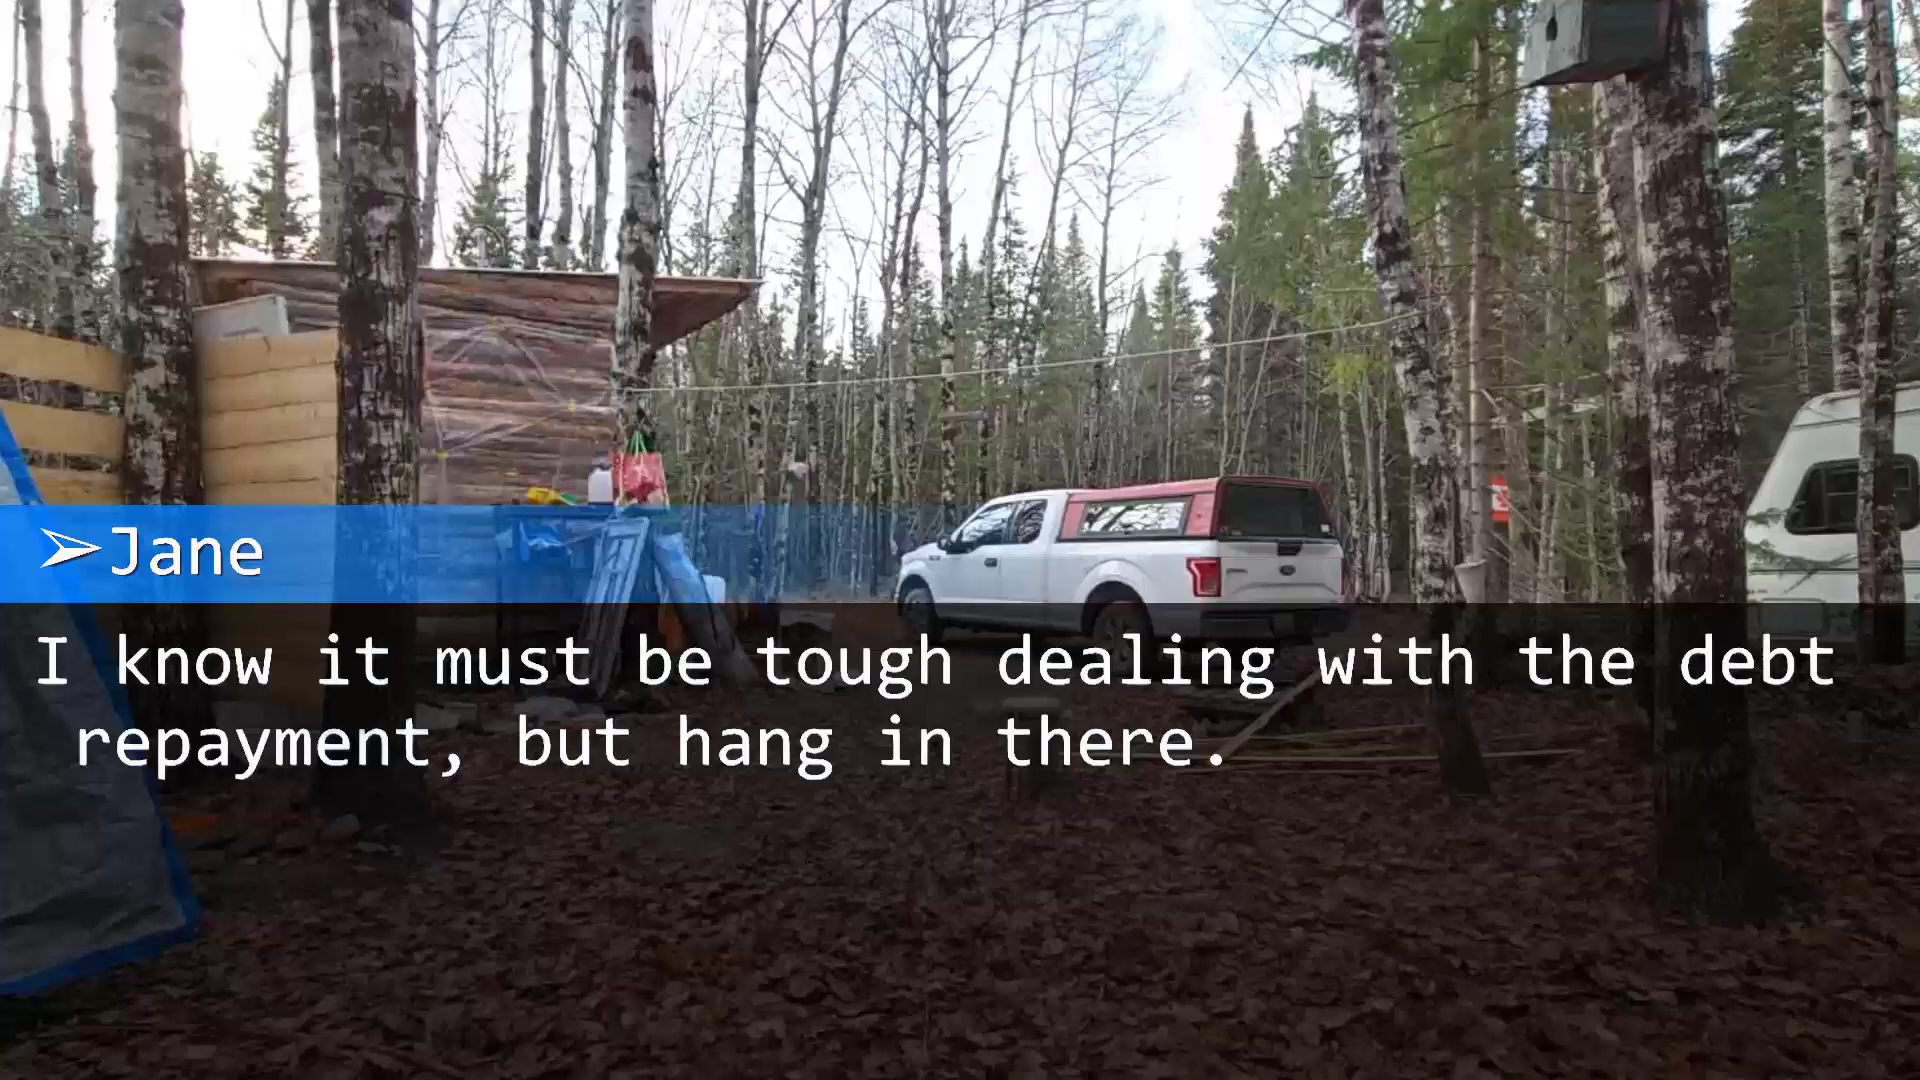 ➢Jane
I know it must be tough dealing with the debt
repayment, but hang in there.